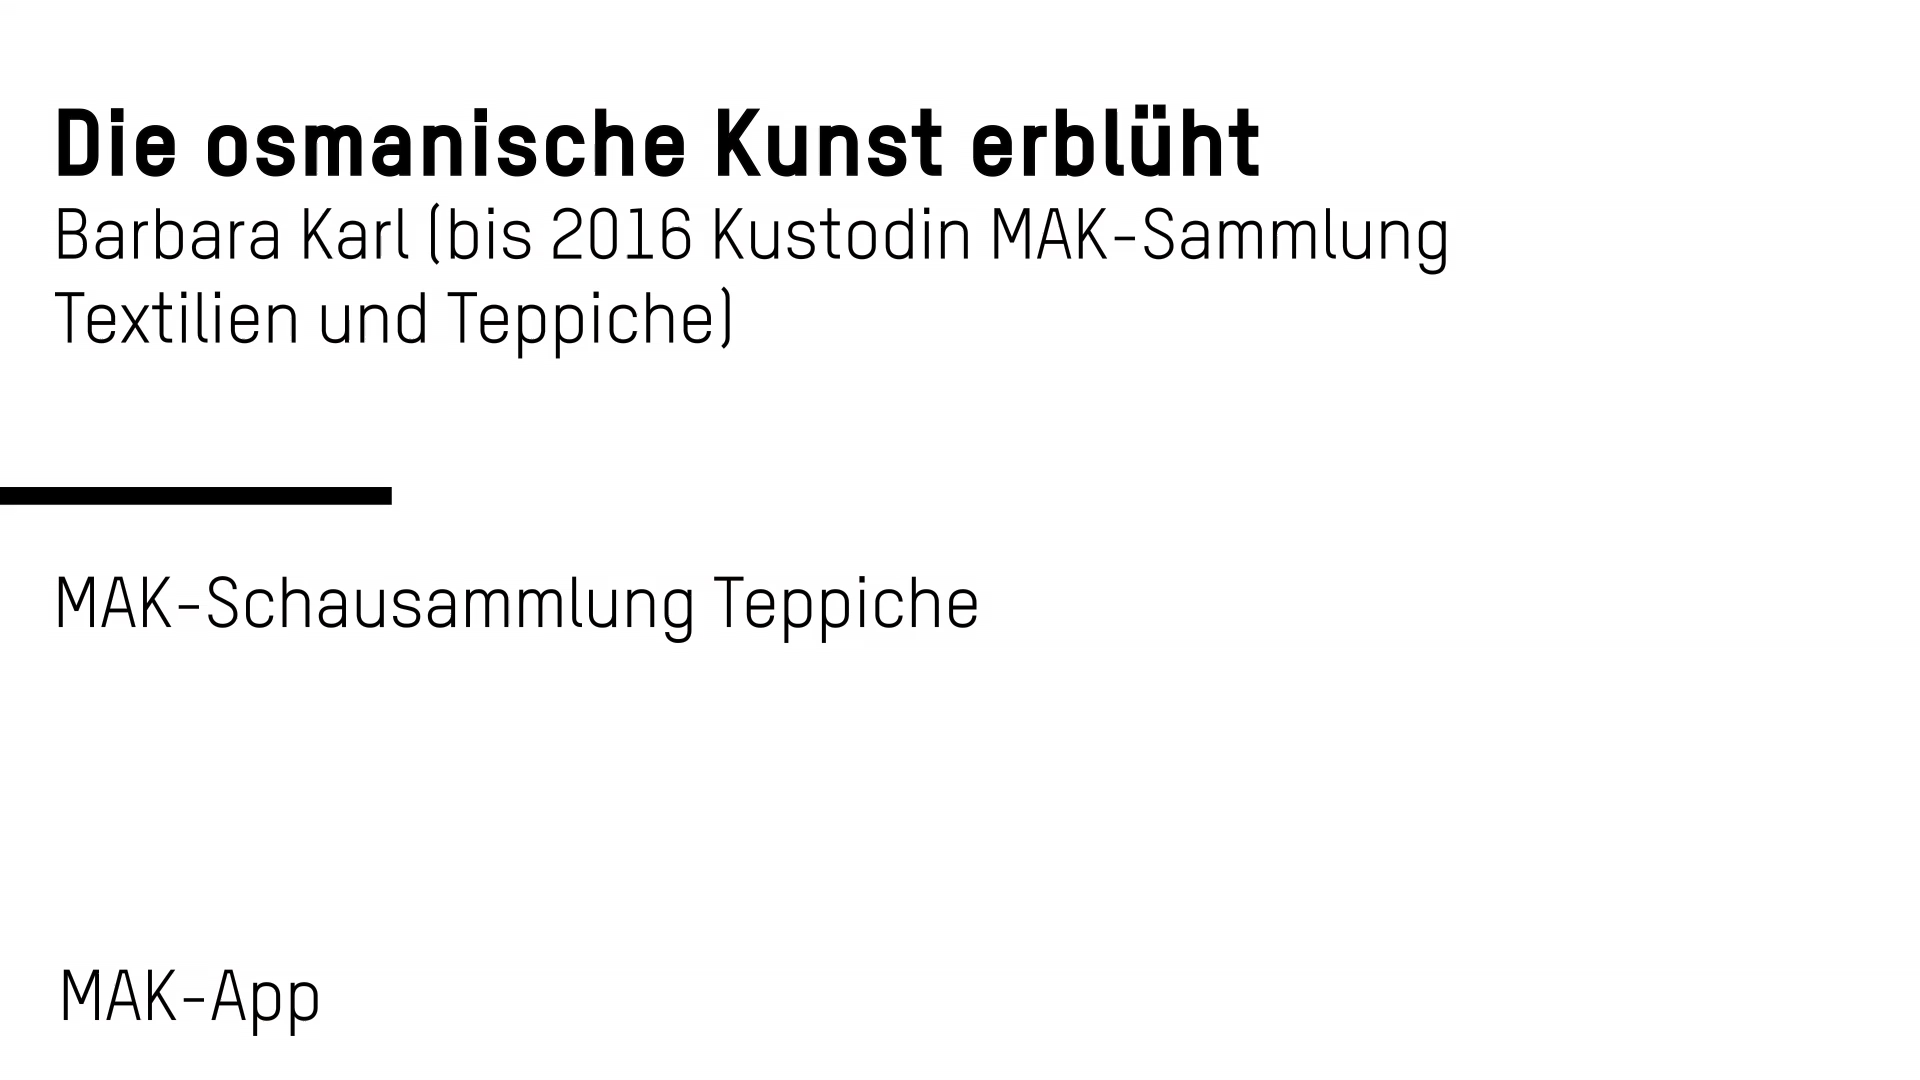 Die osmanische Kunst erblüht
Barbara Karl (bis 2016 Kustodin MAK-Sammlung
Textilien und Teppiche)
MAK-Schausammlung Teppiche
MAK-App